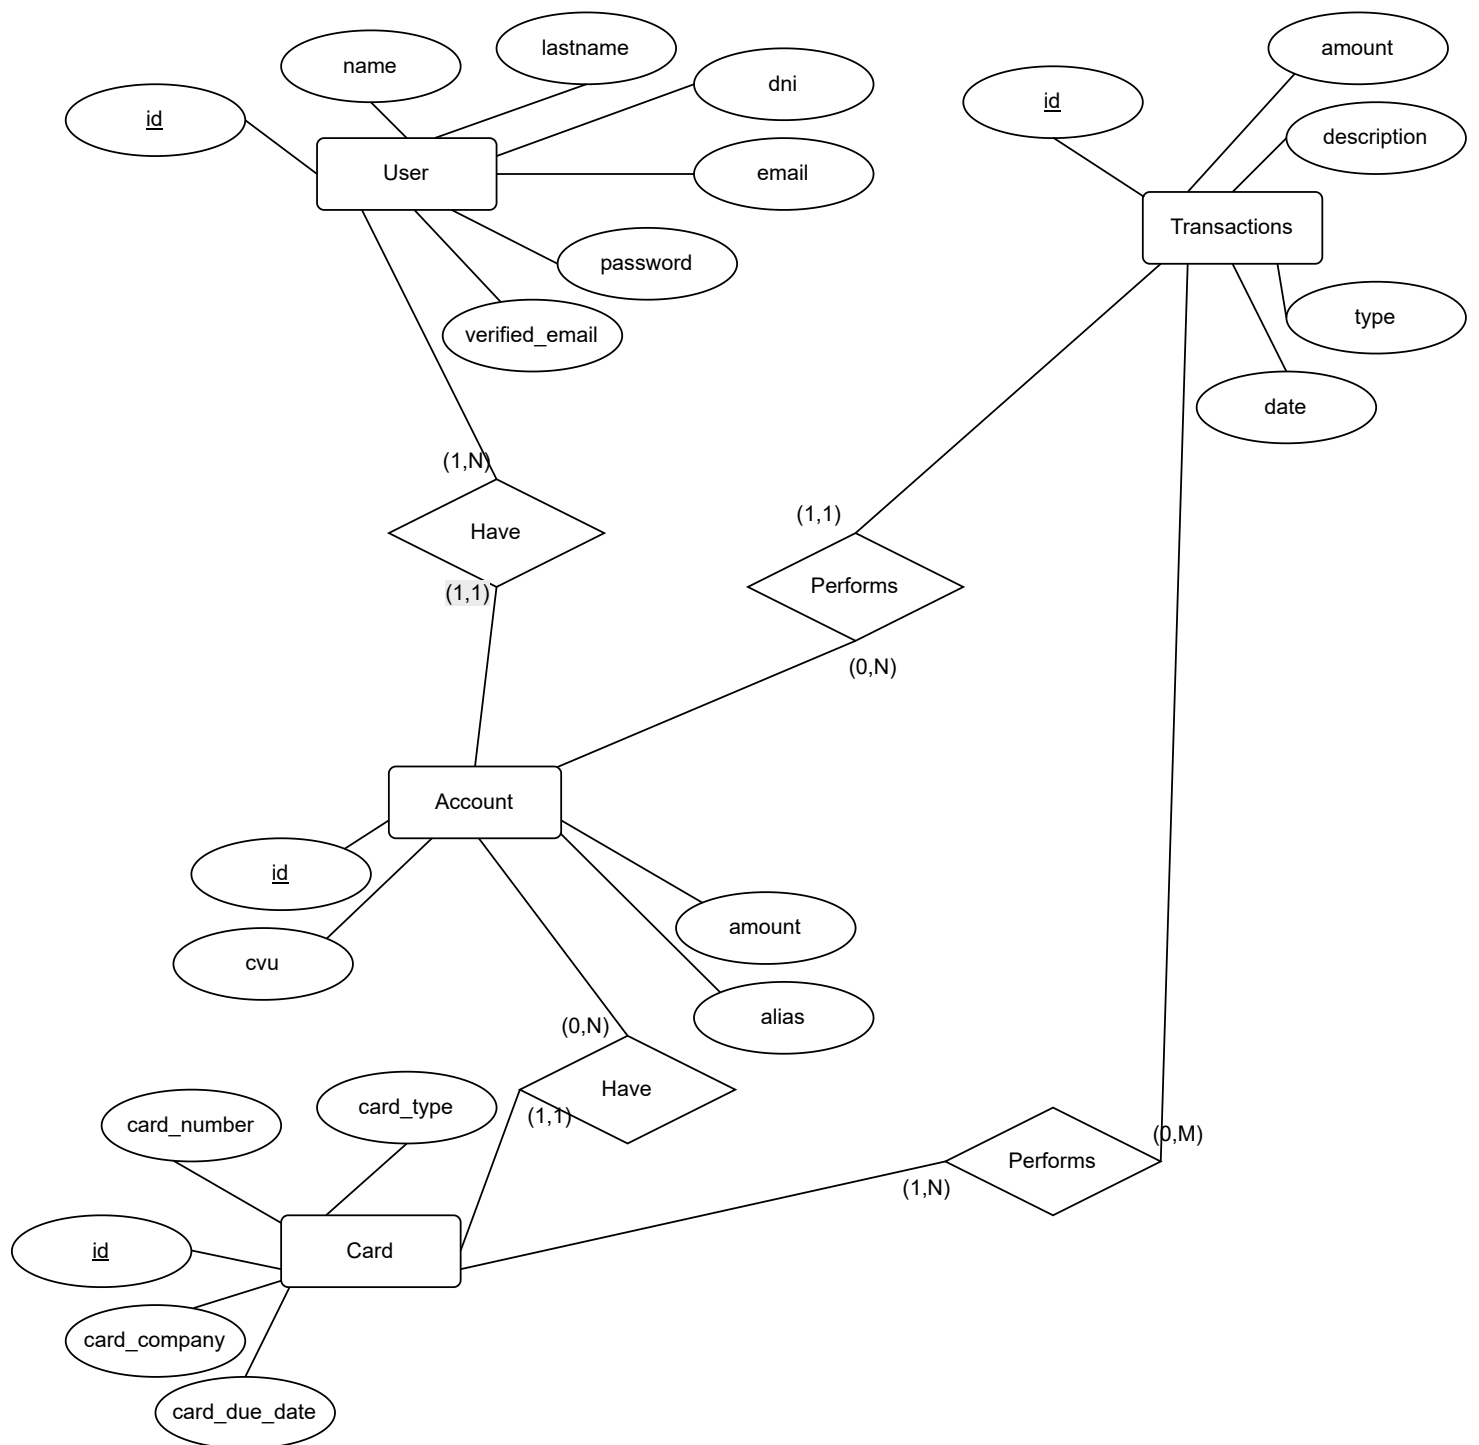 lastname
amount
name
dni
id
id
description
email
User
Transactions
password
type
verified_email
date
(1,N)
(1,1)
Have
Performs
(1,1)
(0,N)
Account
id
amount
cvu
alias
(0,N)
Have
card_type
(1,1)
card_number
(0,M)
Performs
(1,N)
Card
id
card_company
card_due_date